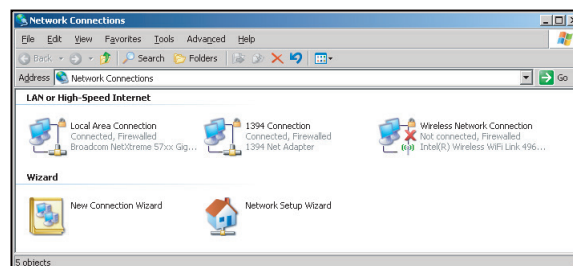 Network Connections
File Edit View Favorites Tools Advanced Help
Back Search Folders
Address Network Connections Go
LAN or High-Speed Internet
Local Area Connection
Connected, Firewalled
Broadcom NetXtreme 57xx Gig...
1394 Connection
Connected, Firewalled
1394 Net Adapter
Wireless Network Connection
Not connected, Firewalled
Intel(R) Wireless WiFi Link 496...
Wizard
New Connection Wizard
Network Setup Wizard
5 objects